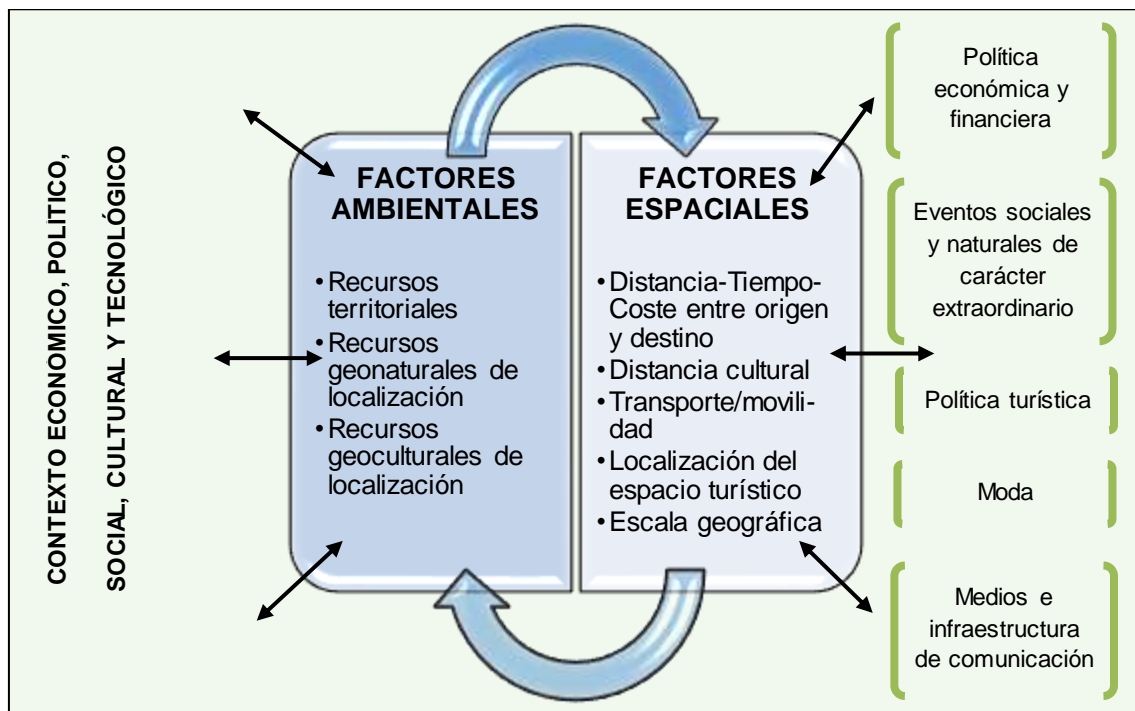 CONTEXTO ECONÓMICO, POLÍTICO,
SOCIAL, CULTURAL Y TECNOLÓGICO
FACTORES
AMBIENTALES
•Recursos
territoriales
•Recursos
geonaturales de
localización
•Recursos
geoculturales de
localización
FACTORES
ESPACIALES
•Distancia-Tiempo-
Coste entre origen
y destino
•Distancia cultural
•Transporte/movili-
dad
•Localización del
espacio turístico
•Escala geográfica
Política
económica y
financiera
Eventos sociales
y naturales de
carácter
extraordinario
Política turística
Moda
Medios e
infraestructura
de comunicación